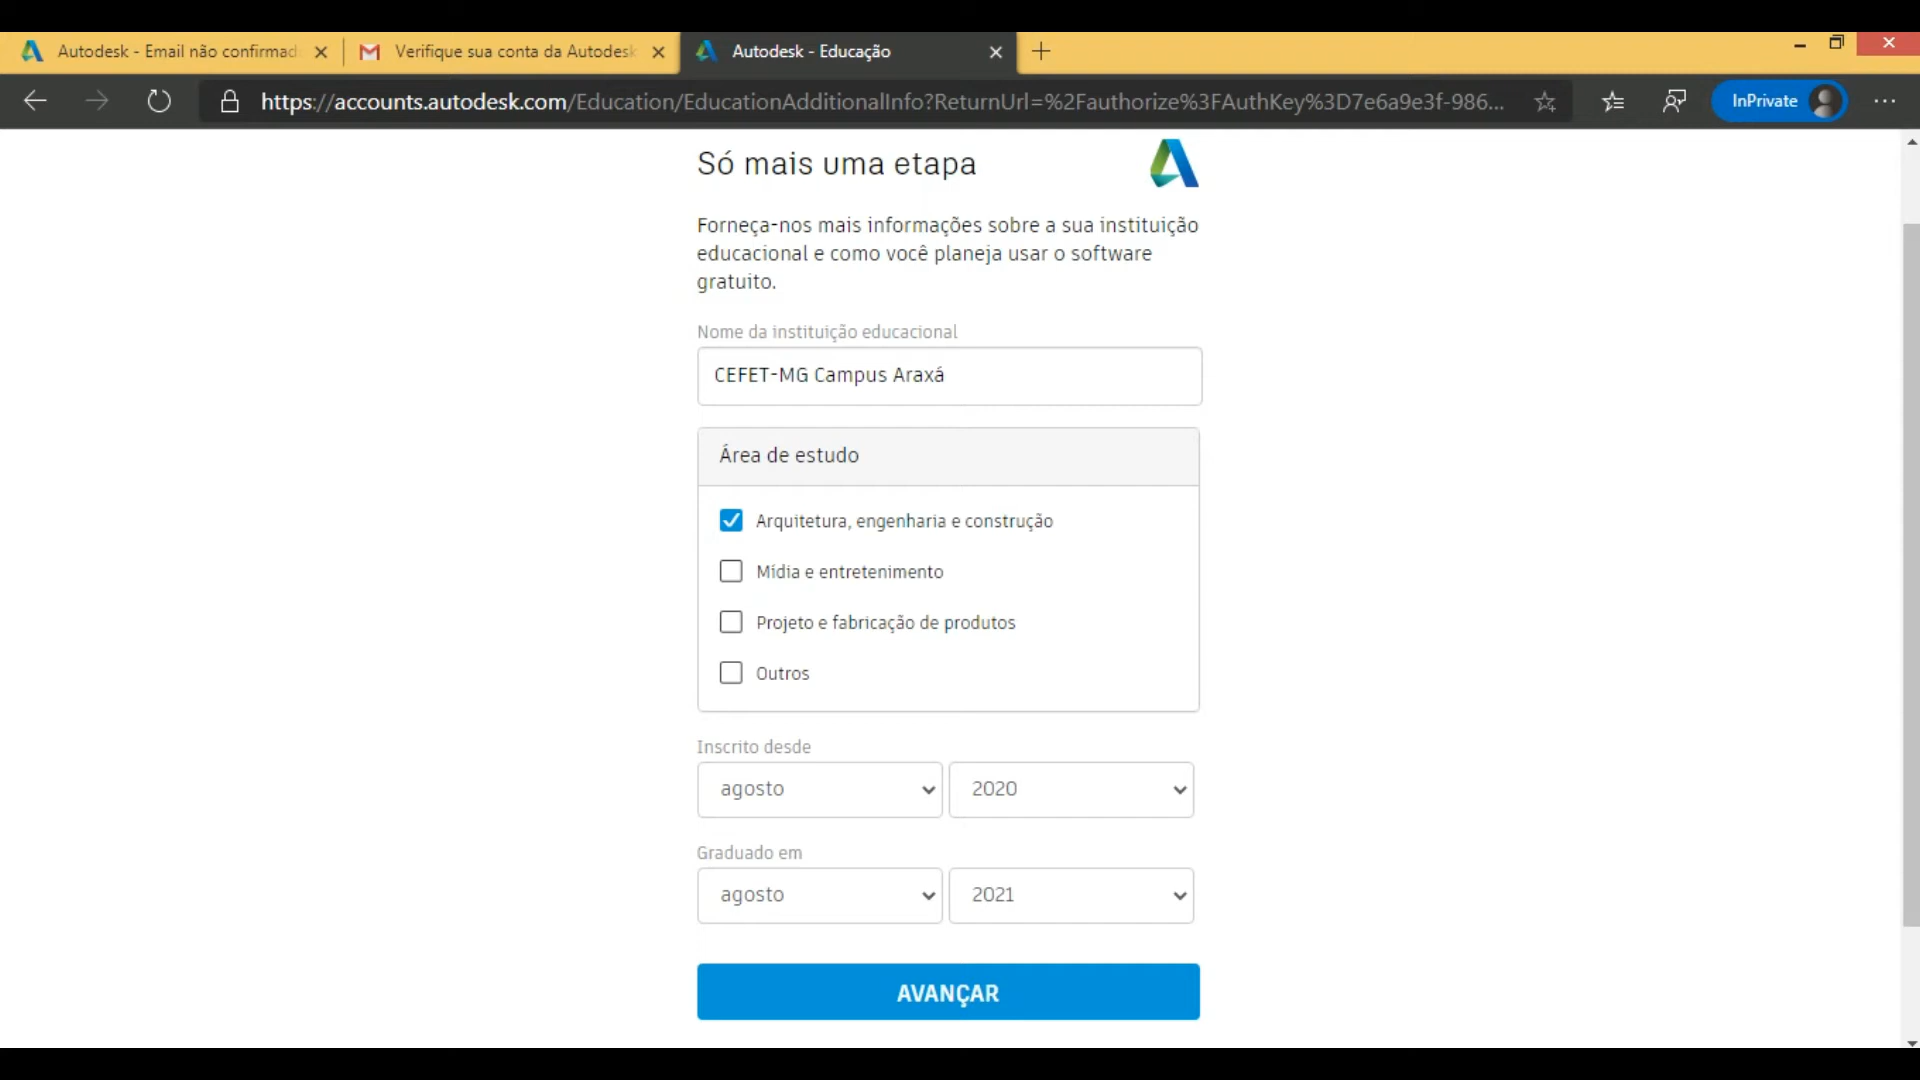 Autodesk - Email não confirmad
Verifique sua conta da Autodesk
Autodesk - Educação
https://accounts.autodesk.com/Education/EducationAdditionalInfo?ReturnUrl=%2Fauthorize%3FAuthKey%3D7e6a9e3f-986...
InPrivate
Só mais uma etapa
Forneça-nos mais informações sobre a sua instituição
educacional e como você planeja usar o software
gratuito.
Nome da instituição educacional
CEFET-MG Campus Araxá
Área de estudo
Arquitetura, engenharia e construção
Mídia e entretenimento
Projeto e fabricação de produtos
Outros
Inscrito desde
agosto 2020
Graduado em
agosto 2021
AVANÇAR